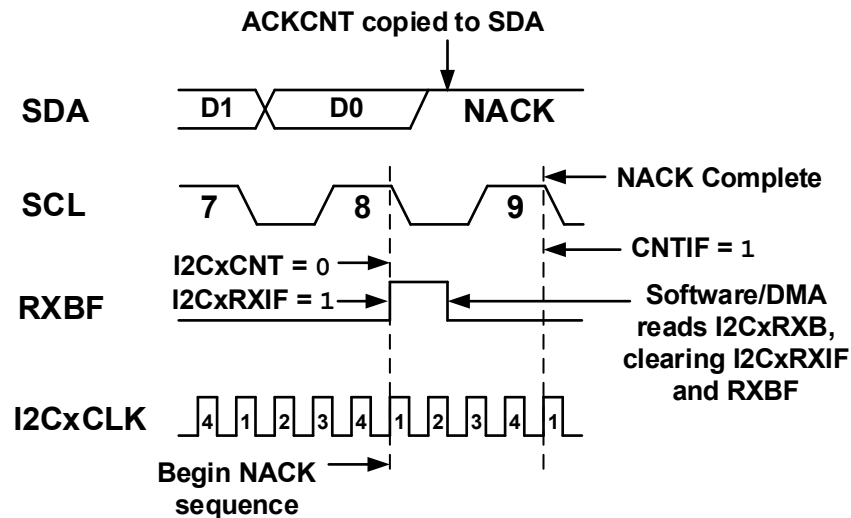 ACKCNT copied to SDA
SDA
D1
D0
NACK
SCL
7
8
9
NACK Complete
I2CxCNT = 0
CNTIF = 1
RXBF
I2CxRXIF = 1
Software/DMA
reads I2CxRXB,
clearing I2CxRXIF
and RXBF
I2CxCLK
4 1 2 3 4 1 2 3 4 1
Begin NACK
sequence